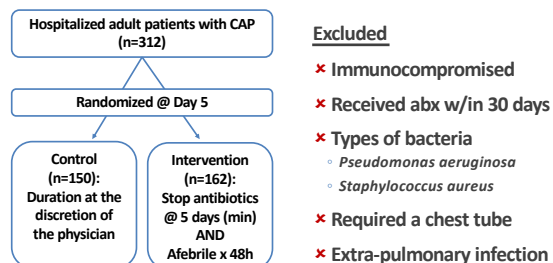 Hospitalized adult patients with CAP
(n=312)
Randomized @ Day 5
Control
(n=150):
Duration at the
discretion of
the physician
Intervention
(n=162):
Stop antibiotics
@ 5 days (min)
AND
Afebrile x 48h
Excluded
× Immunocompromised
× Received abx w/in 30 days
× Types of bacteria
◦ Pseudomonas aeruginosa
◦ Staphylococcus aureus
× Required a chest tube
× Extra-pulmonary infection